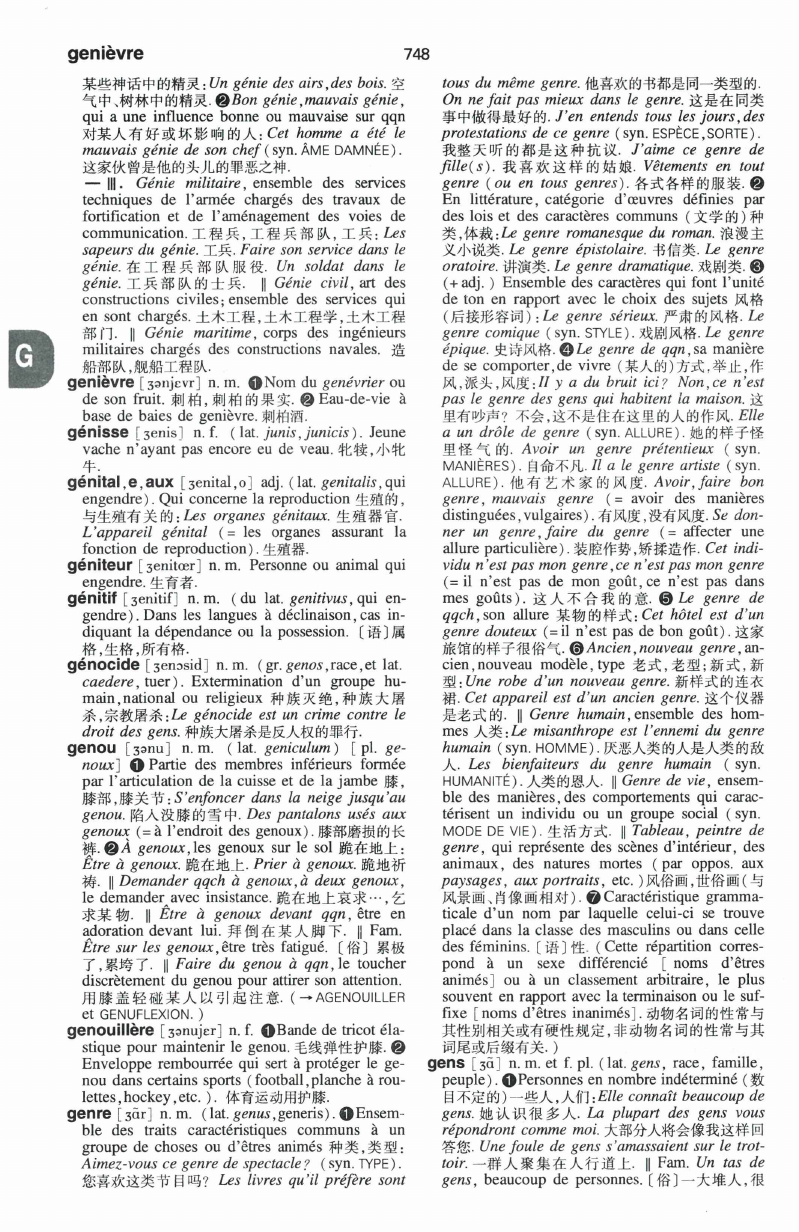 genièvre
748
某些神话中的精灵:Un génie des airs,des bois. 空
气中、树林中的精灵. ❷Bon génie,mauvais génie,
qui a une influence bonne ou mauvaise sur qqn
对某人有好或坏影响的人:Cet homme a été le
mauvais génie de son chef (syn. ÂME DAMNÉE).
这家伙曾是他的头儿的罪恶之神.
— Ⅲ. Génie militaire, ensemble des services
techniques de l'armée chargés des travaux de
fortification et de l'aménagement des voies de
communication. 工程兵,工程兵部队,工兵:Les
sapeurs du génie. 工兵. Faire son service dans le
génie. 在工程兵部队服役. Un soldat dans le
génie. 工兵部队的士兵. ‖ Génie civil, art des
constructions civiles; ensemble des services qui
en sont chargés. 土木工程,土木工程学,土木工程
部门. ‖ Génie maritime, corps des ingénieurs
militaires chargés des constructions navales. 造
船部队,舰船工程队.
G
genièvre [ʒənjɛvr] n. m. ❶Nom du genévrier ou
de son fruit. 刺柏,刺柏的果实. ❷ Eau-de-vie à
base de baies de genièvre. 刺柏酒.
génisse [ʒenis] n. f. (lat. junis,junicis). Jeune
vache n'ayant pas encore eu de veau. 牝犊,小牝
牛.
génital,e,aux [ʒenital,o] adj. (lat. genitalis,qui
engendre). Qui concerne la reproduction 生殖的,
与生殖有关的:Les organes génitaux. 生殖器官.
L'appareil génital (= les organes assurant la
fonction de reproduction). 生殖器.
géniteur [ʒenitœr] n. m. Personne ou animal qui
engendre. 生育者.
génitif [ʒenitif] n. m. (du lat. genitivus, qui en-
gendre). Dans les langues à déclinaison, cas in-
diquant la dépendance ou la possession. 〔语〕属
格,生格,所有格.
génocide [ʒenɔsid] n. m. (gr. genos,race,et lat.
caedere, tuer). Extermination d'un groupe hu-
main,national ou religieux 种族灭绝,种族大屠
杀,宗教屠杀:Le génocide est un crime contre le
droit des gens. 种族大屠杀是反人权的罪行.
genou [ʒənu] n. m. (lat. geniculum) [pl. ge-
noux] ❶ Partie des membres inférieurs formée
par l'articulation de la cuisse et de la jambe 膝,
膝部,膝关节:S'enfoncer dans la neige jusqu'au
genou. 陷入没膝的雪中. Des pantalons usés aux
genoux (=à l'endroit des genoux). 膝部磨损的长
裤. ❷À genoux,les genoux sur le sol 跪在地上:
Être à genoux. 跪在地上. Prier à genoux. 跪地祈
祷. ‖ Demander qqch à genoux,à deux genoux,
le demander avec insistance. 跪在地上哀求…,乞
求某物. ‖ Être à genoux devant qqn, être en
adoration devant lui. 拜倒在某人脚下. ‖ Fam.
Être sur les genoux,être très fatigué. 〔俗〕累极
了,累垮了. ‖ Faire du genou à qqn,le toucher
discrètement du genou pour attirer son attention.
用膝盖轻碰某人以引起注意. (→AGENOUILLER
et GENUFLEXION.)
genouillère [ʒənujɛr] n. f. ❶Bande de tricot éla-
stique pour maintenir le genou. 毛线弹性护膝. ❷
Enveloppe rembourrée qui sert à protéger le ge-
nou dans certains sports (football,planche à rou-
lettes,hockey,etc.). 体育运动用护膝.
genre [ʒɑ̃r] n. m. (lat. genus,generis). ❶Ensem-
ble des traits caractéristiques communs à un
groupe de choses ou d'êtres animés 种类,类型:
Aimez-vous ce genre de spectacle? (syn. TYPE).
您喜欢这类节目吗? Les livres qu'il préfère sont
tous du même genre. 他喜欢的书都是同一类型的.
On ne fait pas mieux dans le genre. 这是在同类
事中做得最好的. J'en entends tous les jours,des
protestations de ce genre (syn. ESPÈCE,SORTE).
我整天听的都是这种抗议. J'aime ce genre de
fille(s). 我喜欢这样的姑娘. Vêtements en tout
genre (ou en tous genres). 各式各样的服装. ❷
En littérature, catégorie d'œuvres définies par
des lois et des caractères communs (文学的)种
类,体裁:Le genre romanesque du roman. 浪漫主
义小说类. Le genre épistolaire. 书信类. Le genre
oratoire. 讲演类. Le genre dramatique. 戏剧类. ❸
(+adj.) Ensemble des caractères qui font l'unité
de ton en rapport avec le choix des sujets 风格
(后接形容词):Le genre sérieux. 严肃的风格. Le
genre comique (syn. STYLE). 戏剧风格. Le genre
épique. 史诗风格. ❹Le genre de qqn,sa manière
de se comporter,de vivre (某人的)方式,举止,作
风,派头,风度:Il y a du bruit ici? Non,ce n'est
pas le genre des gens qui habitent la maison. 这
里有吵声? 不会,这不是住在这里的人的作风. Elle
a un drôle de genre (syn. ALLURE). 她的样子怪
里怪气的. Avoir un genre prétentieux (syn.
MANIÈRES). 自命不凡. Il a le genre artiste (syn.
ALLURE). 他有艺术家的风度. Avoir,faire bon
genre, mauvais genre (= avoir des manières
distinguées,vulgaires). 有风度,没有风度. Se don-
ner un genre, faire du genre (= affecter une
allure particulière). 装腔作势,矫揉造作. Cet indi-
vidu n'est pas mon genre,ce n'est pas mon genre
(= il n'est pas de mon goût,ce n'est pas dans
mes goûts). 这人不合我的意. ❺ Le genre de
qqch,son allure 某物的样式:Cet hôtel est d'un
genre douteux (=il n'est pas de bon goût). 这家
旅馆的样子很俗气. ❻Ancien,nouveau genre,an-
cien,nouveau modèle,type 老式,老型;新式,新
型:Une robe d'un nouveau genre. 新样式的连衣
裙. Cet appareil est d'un ancien genre. 这个仪器
是老式的. ‖ Genre humain,ensemble des hom-
mes 人类:Le misanthrope est l'ennemi du genre
humain (syn. HOMME). 厌恶人类的人是人类的敌
人. Les bienfaiteurs du genre humain (syn.
HUMANITÉ). 人类的恩人. ‖ Genre de vie, ensem-
ble des manières,des comportements qui carac-
térisent un individu ou un groupe social (syn.
MODE DE VIE). 生活方式. ‖ Tableau, peintre de
genre, qui représente des scènes d'intérieur, des
animaux, des natures mortes (par oppos. aux
paysages, aux portraits, etc.)风俗画,世俗画(与
风景画、肖像画相对). ❼Caractéristique gramma-
ticale d'un nom par laquelle celui-ci se trouve
placé dans la classe des masculins ou dans celle
des féminins. 〔语〕性. (Cette répartition corres-
pond à un sexe différencié [noms d'êtres
animés] ou à un classement arbitraire, le plus
souvent en rapport avec la terminaison ou le suf-
fixe [noms d'êtres inanimés]. 动物名词的性常与
其性别相关或有硬性规定,非动物名词的性常与其
词尾或后缀有关.)
gens [ʒɑ̃] n. m. et f. pl. (lat. gens, race, famille,
peuple). ❶Personnes en nombre indéterminé (数
目不定的)一些人,人们:Elle connaît beaucoup de
gens. 她认识很多人. La plupart des gens vous
répondront comme moi. 大部分人将会像我这样回
答您. Une foule de gens s'amassaient sur le trot-
toir. 一群人聚集在人行道上. ‖ Fam. Un tas de
gens, beaucoup de personnes. 〔俗〕一大堆人,很